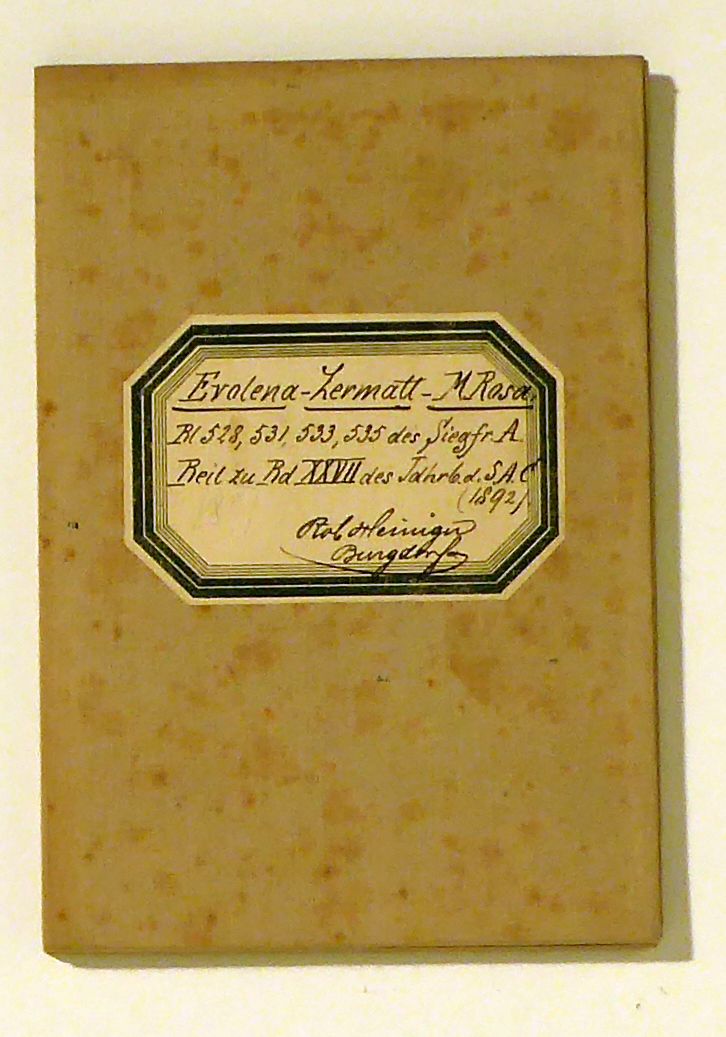 Evolena-Zermatt-M Rosa.
Bl 528, 531, 533, 535 des Siegfr. A.
Beil zu Bd XXVII des Jahrb. d. S.A.C
(1892)
Rob Heiniger
Burgdorf